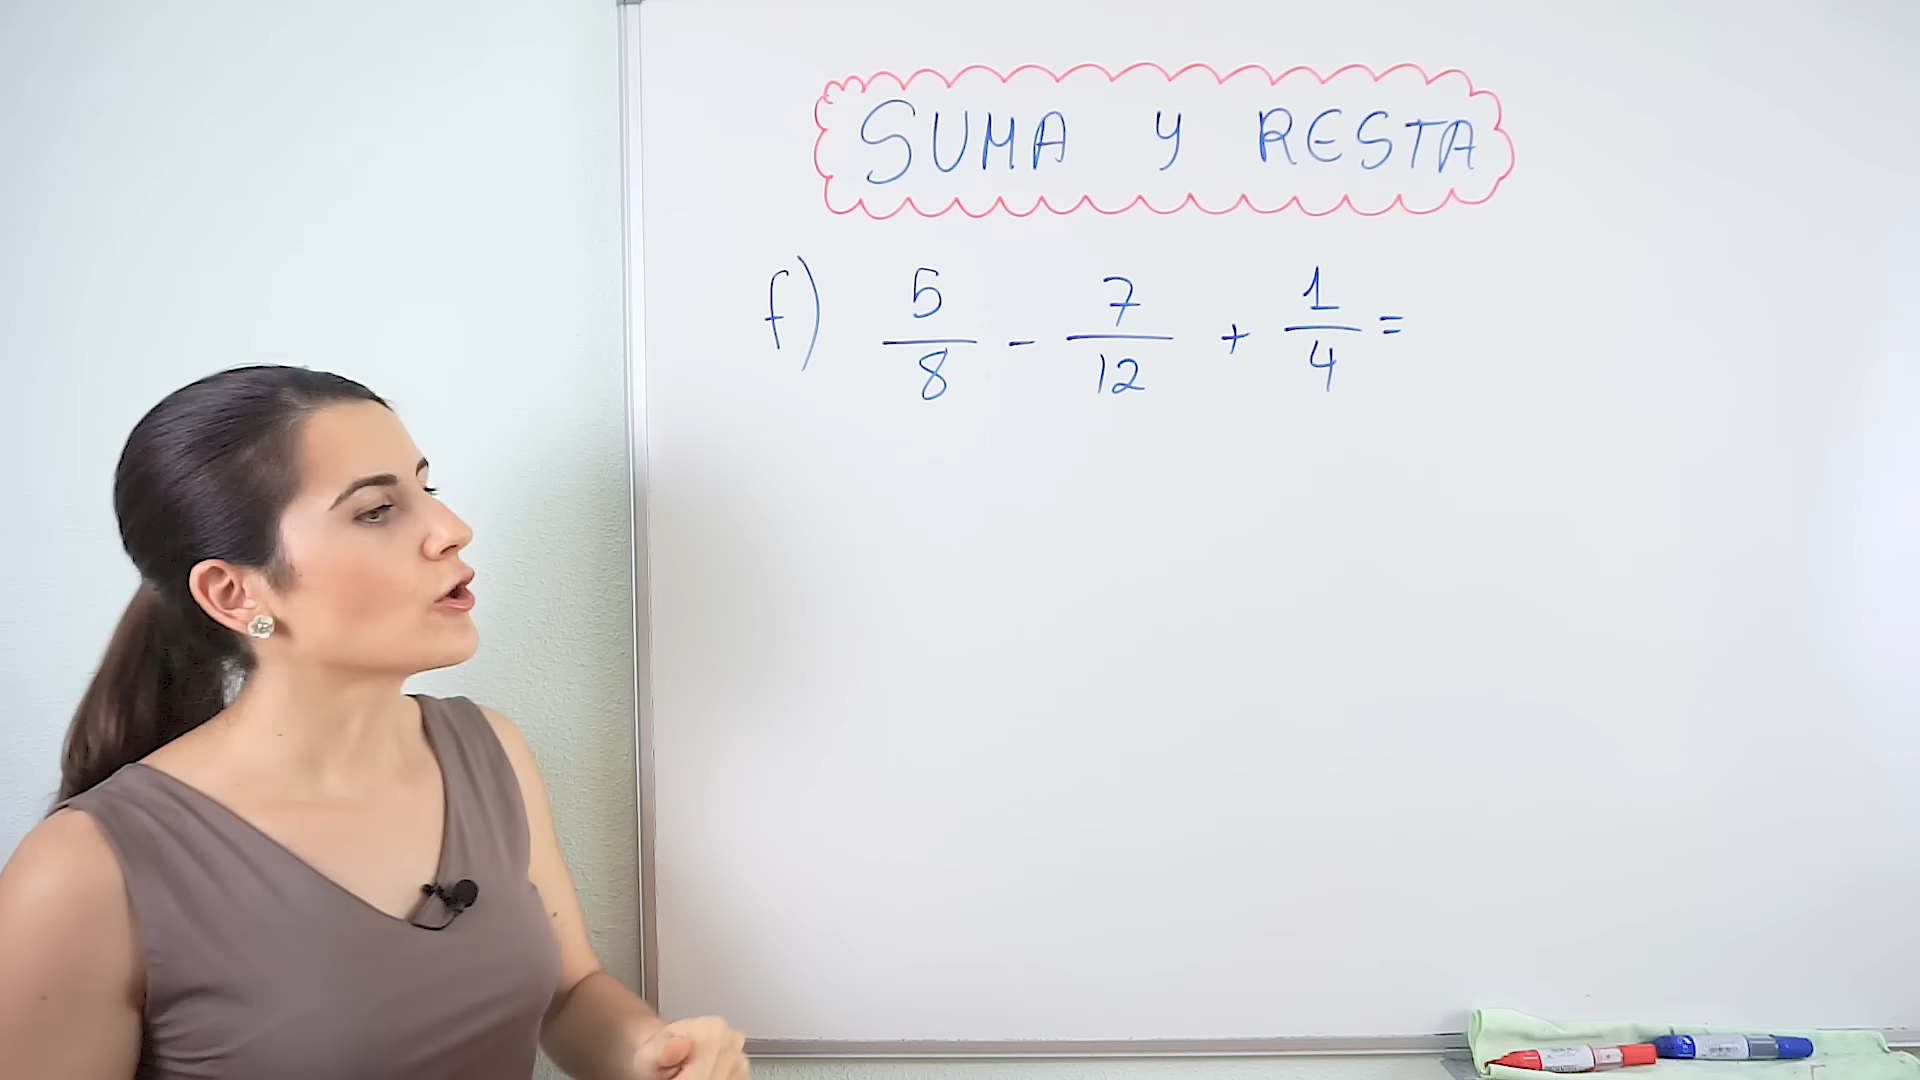 SUMA Y RESTA
f) 5/8 - 7/12 + 1/4 =